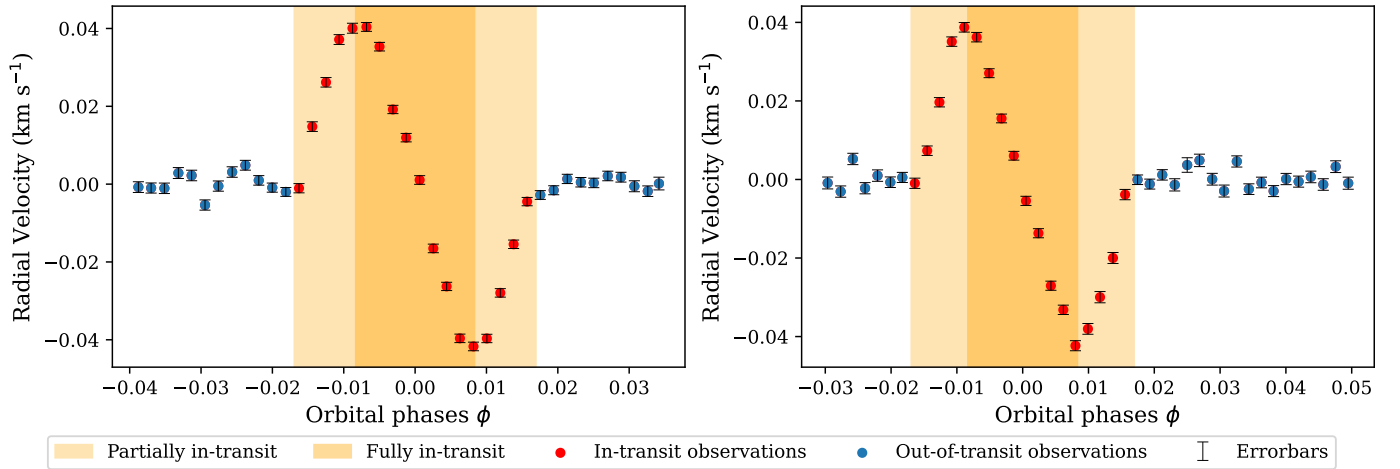 0.04
0.02
0.00
−0.02
−0.04
Radial Velocity (km s⁻¹)
−0.04 −0.03 −0.02 −0.01 0.00 0.01 0.02 0.03
Orbital phases ϕ
0.04
0.02
0.00
−0.02
−0.04
Radial Velocity (km s⁻¹)
−0.03 −0.02 −0.01 0.00 0.01 0.02 0.03 0.04 0.05
Orbital phases ϕ
Partially in-transit Fully in-transit In-transit observations Out-of-transit observations Errorbars